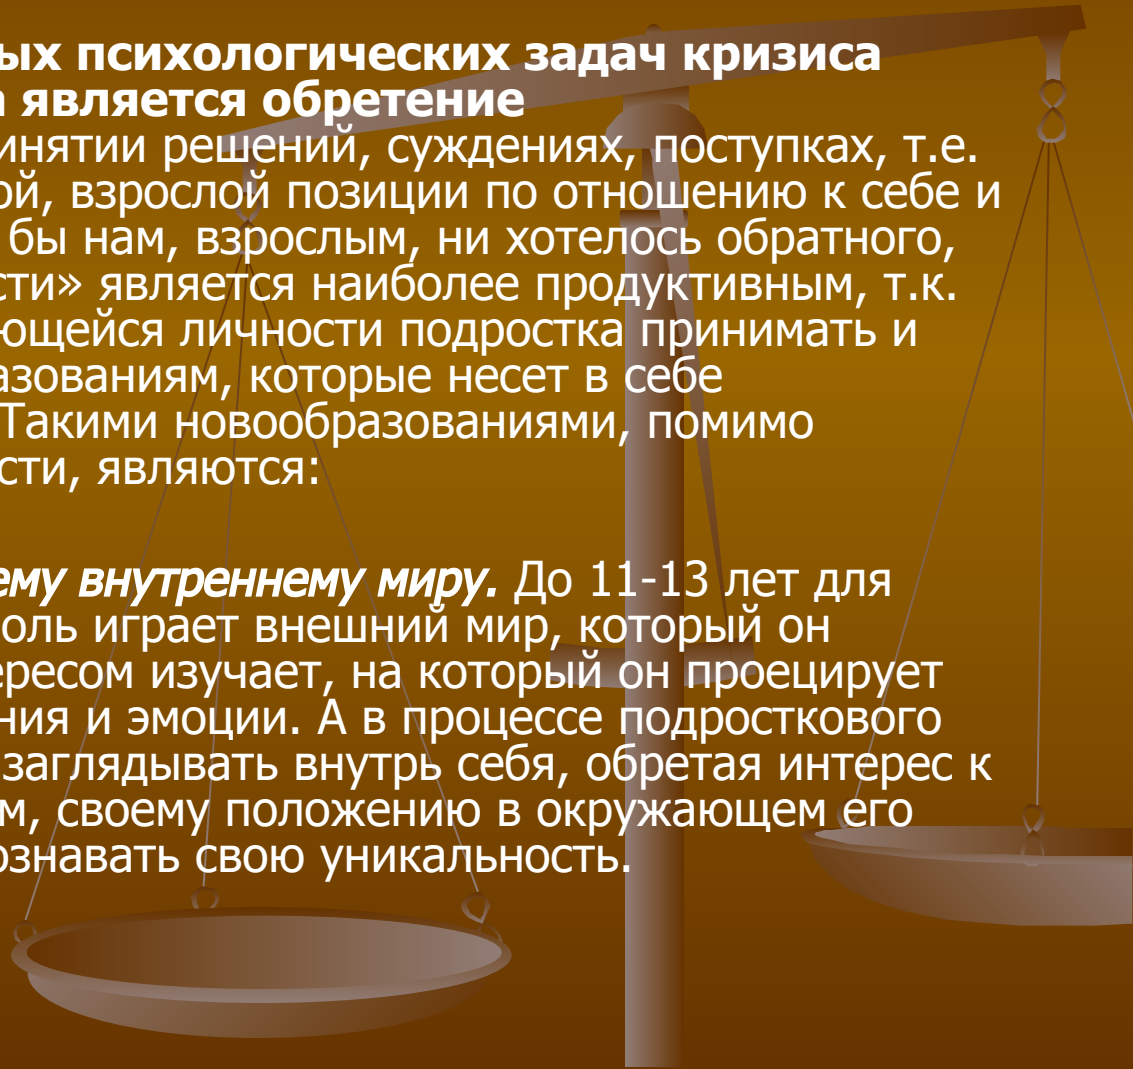 ых психологических задач кризиса
а является обретение
инятии решений, суждениях, поступках, т.е.
ой, взрослой позиции по отношению к себе и
бы нам, взрослым, ни хотелось обратного,
сти» является наиболее продуктивным, т.к.
ющейся личности подростка принимать и
азованиям, которые несет в себе
Такими новообразованиями, помимо
сти, являются:
ему внутреннему миру. До 11-13 лет для
оль играет внешний мир, который он
ересом изучает, на который он проецирует
ния и эмоции. А в процессе подросткового
заглядывать внутрь себя, обретая интерес к
м, своему положению в окружающем его
ознавать свою уникальность.